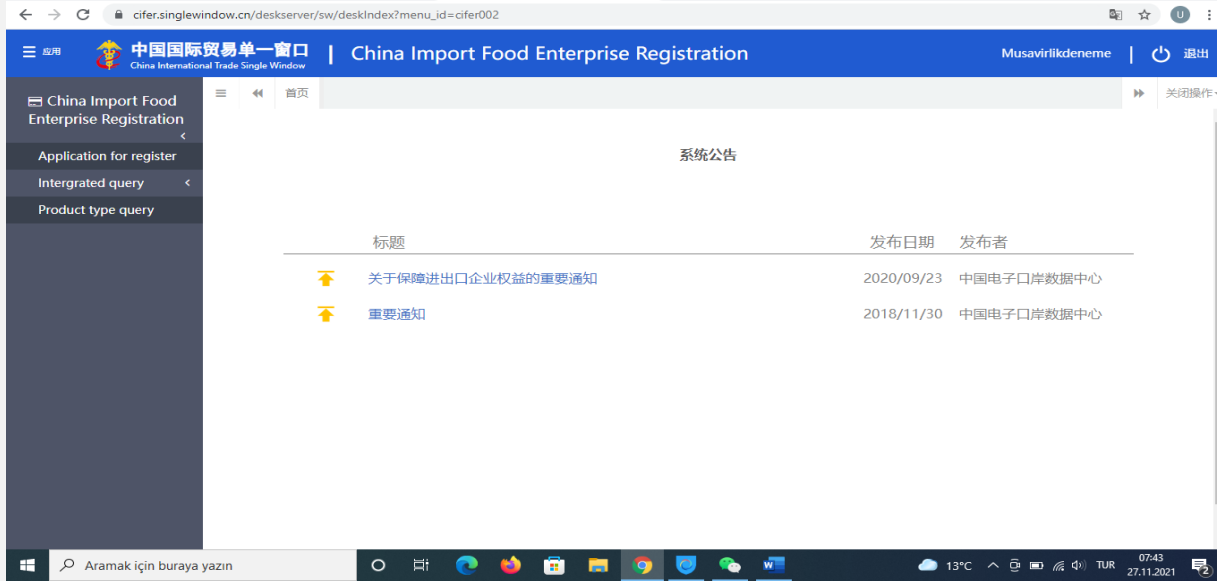 cifer.singlewindow.cn/deskserver/sw/deskIndex?menu_id=cifer002
U
应用
中国国际贸易单一窗口 | China Import Food Enterprise Registration
China International Trade Single Window
Musavirlikdeneme | 退出
China Import Food
Enterprise Registration
首页
关闭操作
Application for register
Intergrated query
Product type query
系统公告
标题 发布日期 发布者
关于保障进出口企业权益的重要通知 2020/09/23 中国电子口岸数据中心
重要通知 2018/11/30 中国电子口岸数据中心
Aramak için buraya yazın
13°C
TUR
07:43
27.11.2021
2